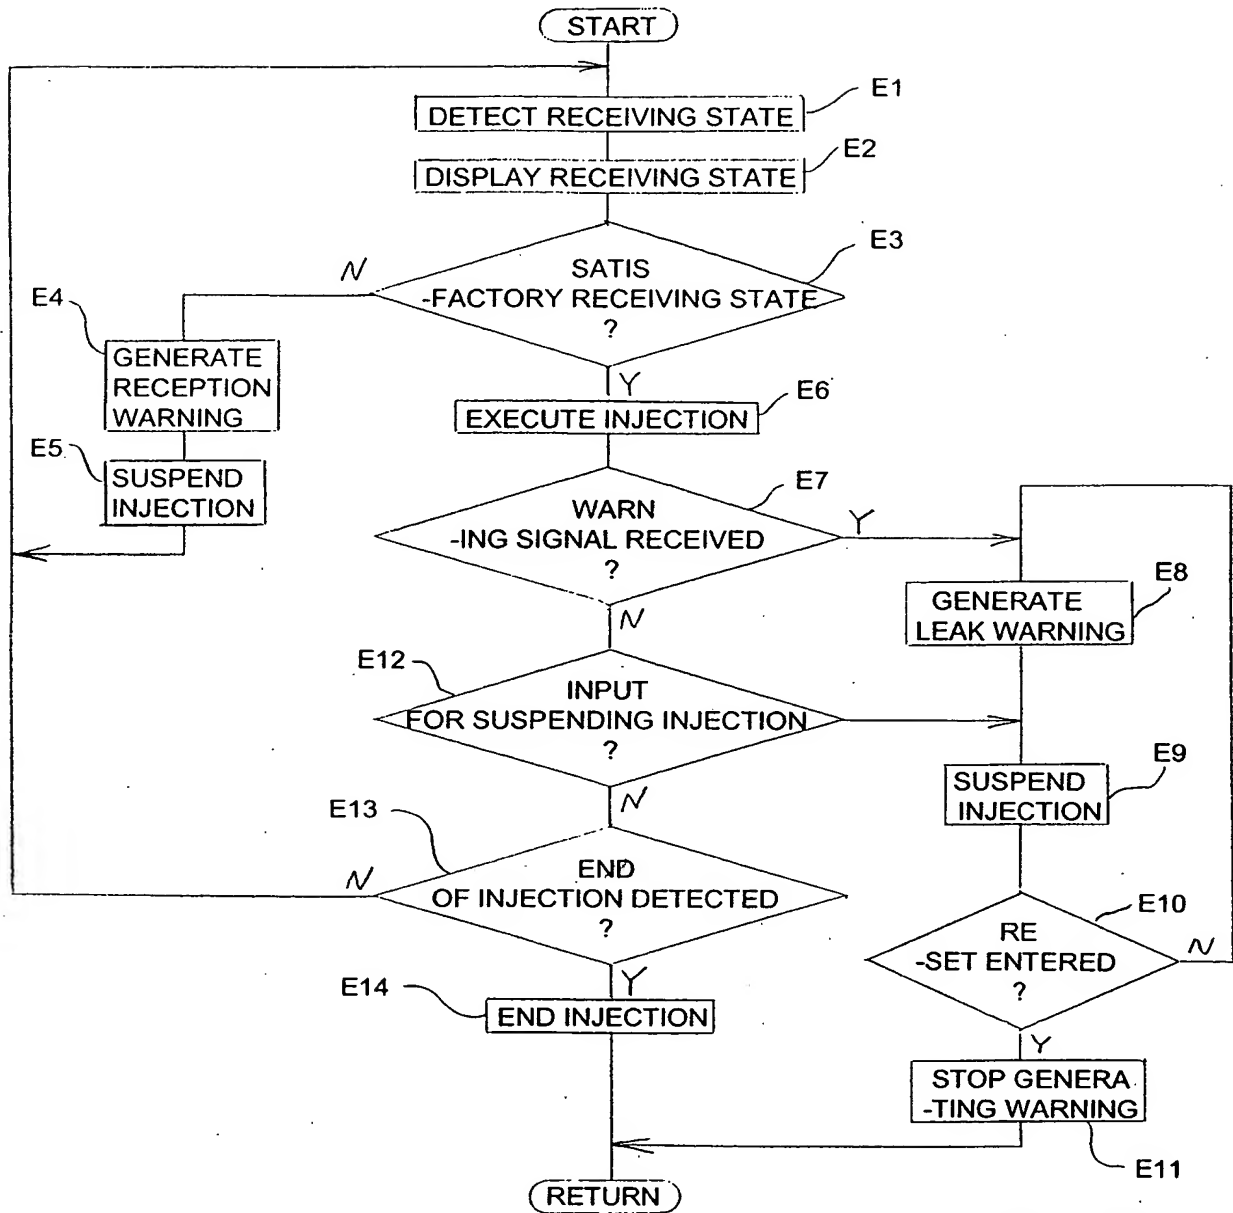 START
E1
DETECT RECEIVING STATE
E2
DISPLAY RECEIVING STATE
E3
SATIS
-FACTORY RECEIVING STATE
?
N
Y
E4
GENERATE
RECEPTION
WARNING
E5
SUSPEND
INJECTION
E6
EXECUTE INJECTION
E7
WARN
-ING SIGNAL RECEIVED
?
Y
N
E8
GENERATE
LEAK WARNING
E12
INPUT
FOR SUSPENDING INJECTION
?
N
E9
SUSPEND
INJECTION
E13
END
OF INJECTION DETECTED
?
N
Y
E10
RE
-SET ENTERED
?
N
Y
E14
END INJECTION
STOP GENERA
-TING WARNING
E11
RETURN